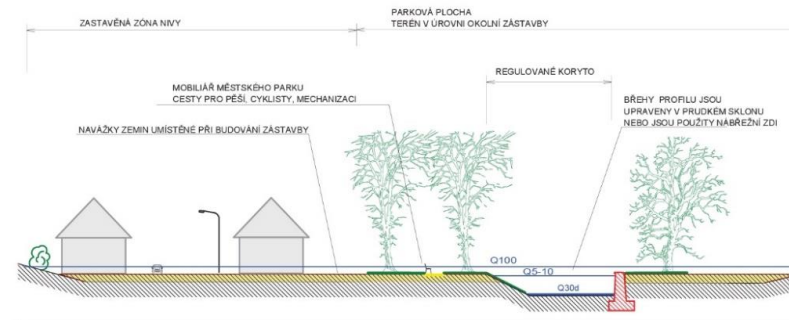 PARKOVÁ PLOCHA
TERÉN V ÚROVNI OKOLNÍ ZÁSTAVBY
ZASTAVĚNÁ ZÓNA NIVY
REGULOVANÉ KORYTO
MOBILIÁŘ MĚSTSKÉHO PARKU
CESTY PRO PĚŠÍ, CYKLISTY, MECHANIZACI
BŘEHY PROFILU JSOU
UPRAVENY V PRUDKÉM SKLONU
NEBO JSOU POUŽITY NÁBŘEŽNÍ ZDI
NAVÁŽKY ZEMIN UMÍSTĚNÉ PŘI BUDOVÁNÍ ZÁSTAVBY
Q100
Q5-10
Q30d